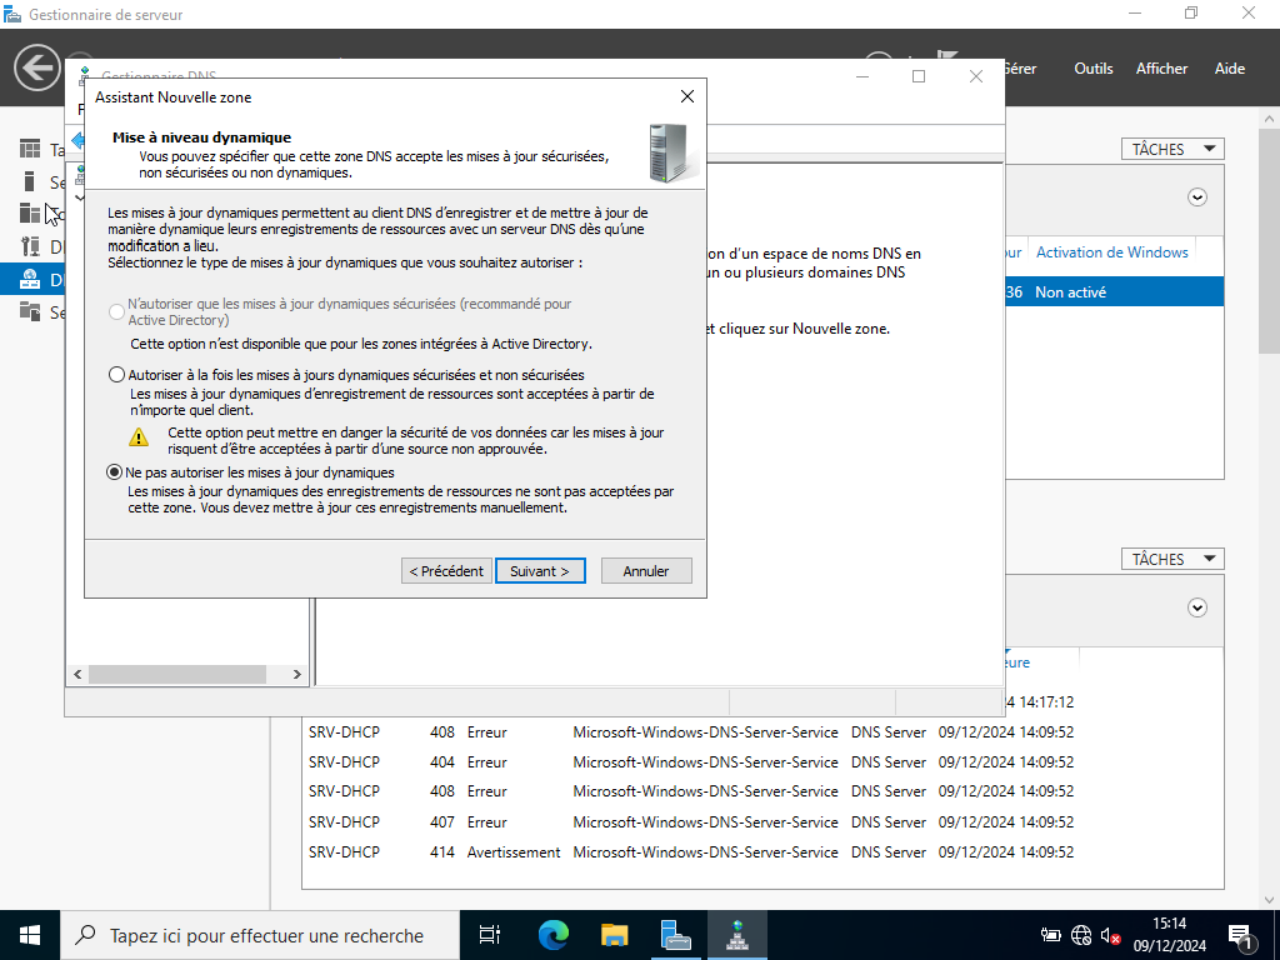 Gestionnaire de serveur
Gérer
Outils
Afficher
Aide
Gestionnaire DNS
Assistant Nouvelle zone
Mise à niveau dynamique
Vous pouvez spécifier que cette zone DNS accepte les mises à jour sécurisées,
non sécurisées ou non dynamiques.
Les mises à jour dynamiques permettent au client DNS d'enregistrer et de mettre à jour de
manière dynamique leurs enregistrements de ressources avec un serveur DNS dès qu'une
modification a lieu.
Sélectionnez le type de mises à jour dynamiques que vous souhaitez autoriser :
N'autoriser que les mises à jour dynamiques sécurisées (recommandé pour
Active Directory)
Cette option n'est disponible que pour les zones intégrées à Active Directory.
Autoriser à la fois les mises à jours dynamiques sécurisées et non sécurisées
Les mises à jour dynamiques d'enregistrement de ressources sont acceptées à partir de
n'importe quel client.
Cette option peut mettre en danger la sécurité de vos données car les mises à jour
risquent d'être acceptées à partir d'une source non approuvée.
Ne pas autoriser les mises à jour dynamiques
Les mises à jour dynamiques des enregistrements de ressources ne sont pas acceptées par
cette zone. Vous devez mettre à jour ces enregistrements manuellement.
< Précédent
Suivant >
Annuler
on d'un espace de noms DNS en
un ou plusieurs domaines DNS
et cliquez sur Nouvelle zone.
TÂCHES
our
Activation de Windows
36 Non activé
TÂCHES
eure
4 14:17:12
SRV-DHCP 408 Erreur Microsoft-Windows-DNS-Server-Service DNS Server 09/12/2024 14:09:52
SRV-DHCP 404 Erreur Microsoft-Windows-DNS-Server-Service DNS Server 09/12/2024 14:09:52
SRV-DHCP 408 Erreur Microsoft-Windows-DNS-Server-Service DNS Server 09/12/2024 14:09:52
SRV-DHCP 407 Erreur Microsoft-Windows-DNS-Server-Service DNS Server 09/12/2024 14:09:52
SRV-DHCP 414 Avertissement Microsoft-Windows-DNS-Server-Service DNS Server 09/12/2024 14:09:52
Tapez ici pour effectuer une recherche
15:14
09/12/2024
1